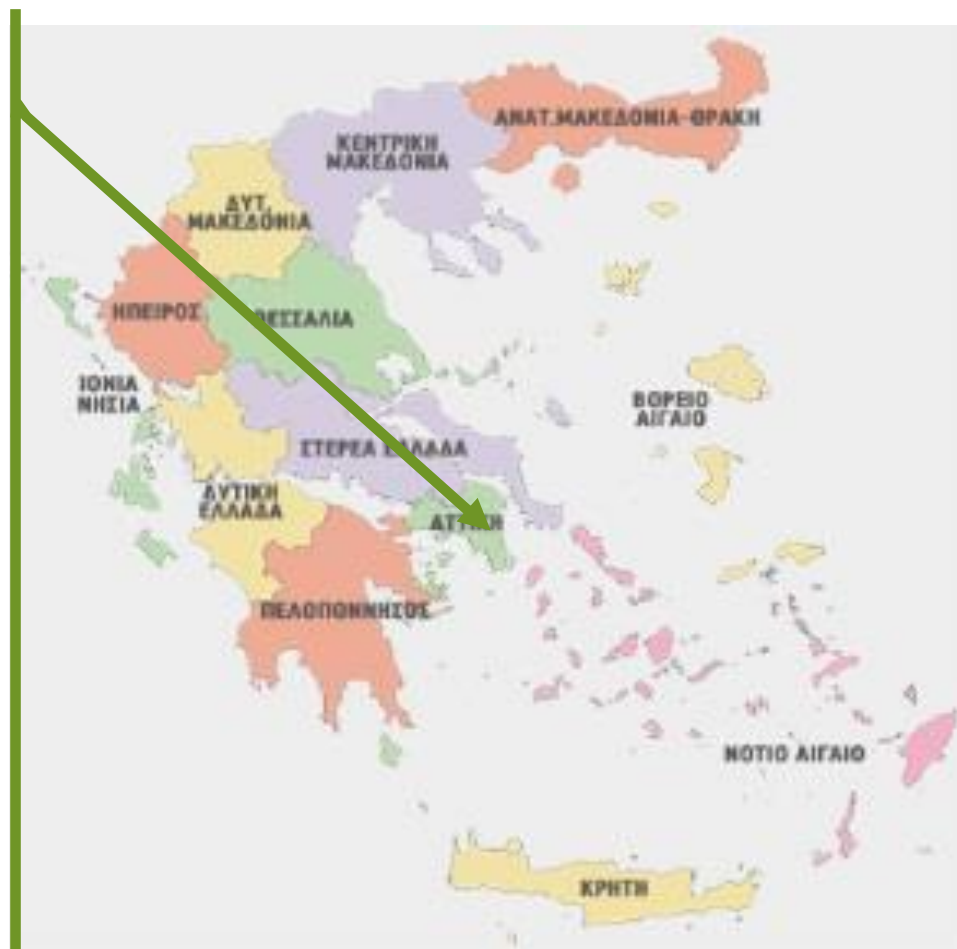 ΑΝΑΤ.ΜΑΚΕΔΟΝΙΑ-ΘΡΑΚΗ
ΚΕΝΤΡΙΚΗ
ΜΑΚΕΔΟΝΙΑ
ΔΥΤ.
ΜΑΚΕΔΟΝΙΑ
ΗΠΕΙΡΟΣ
ΘΕΣΣΑΛΙΑ
ΙΟΝΙΑ
ΝΗΣΙΑ
ΒΟΡΕΙΟ
ΑΙΓΑΙΟ
ΣΤΕΡΕΑ ΕΛΛΑΔΑ
ΔΥΤΙΚΗ
ΕΛΛΑΔΑ
ΑΤΤΙΚΗ
ΠΕΛΟΠΟΝΝΗΣΟΣ
ΝΟΤΙΟ ΑΙΓΑΙΟ
ΚΡΗΤΗ